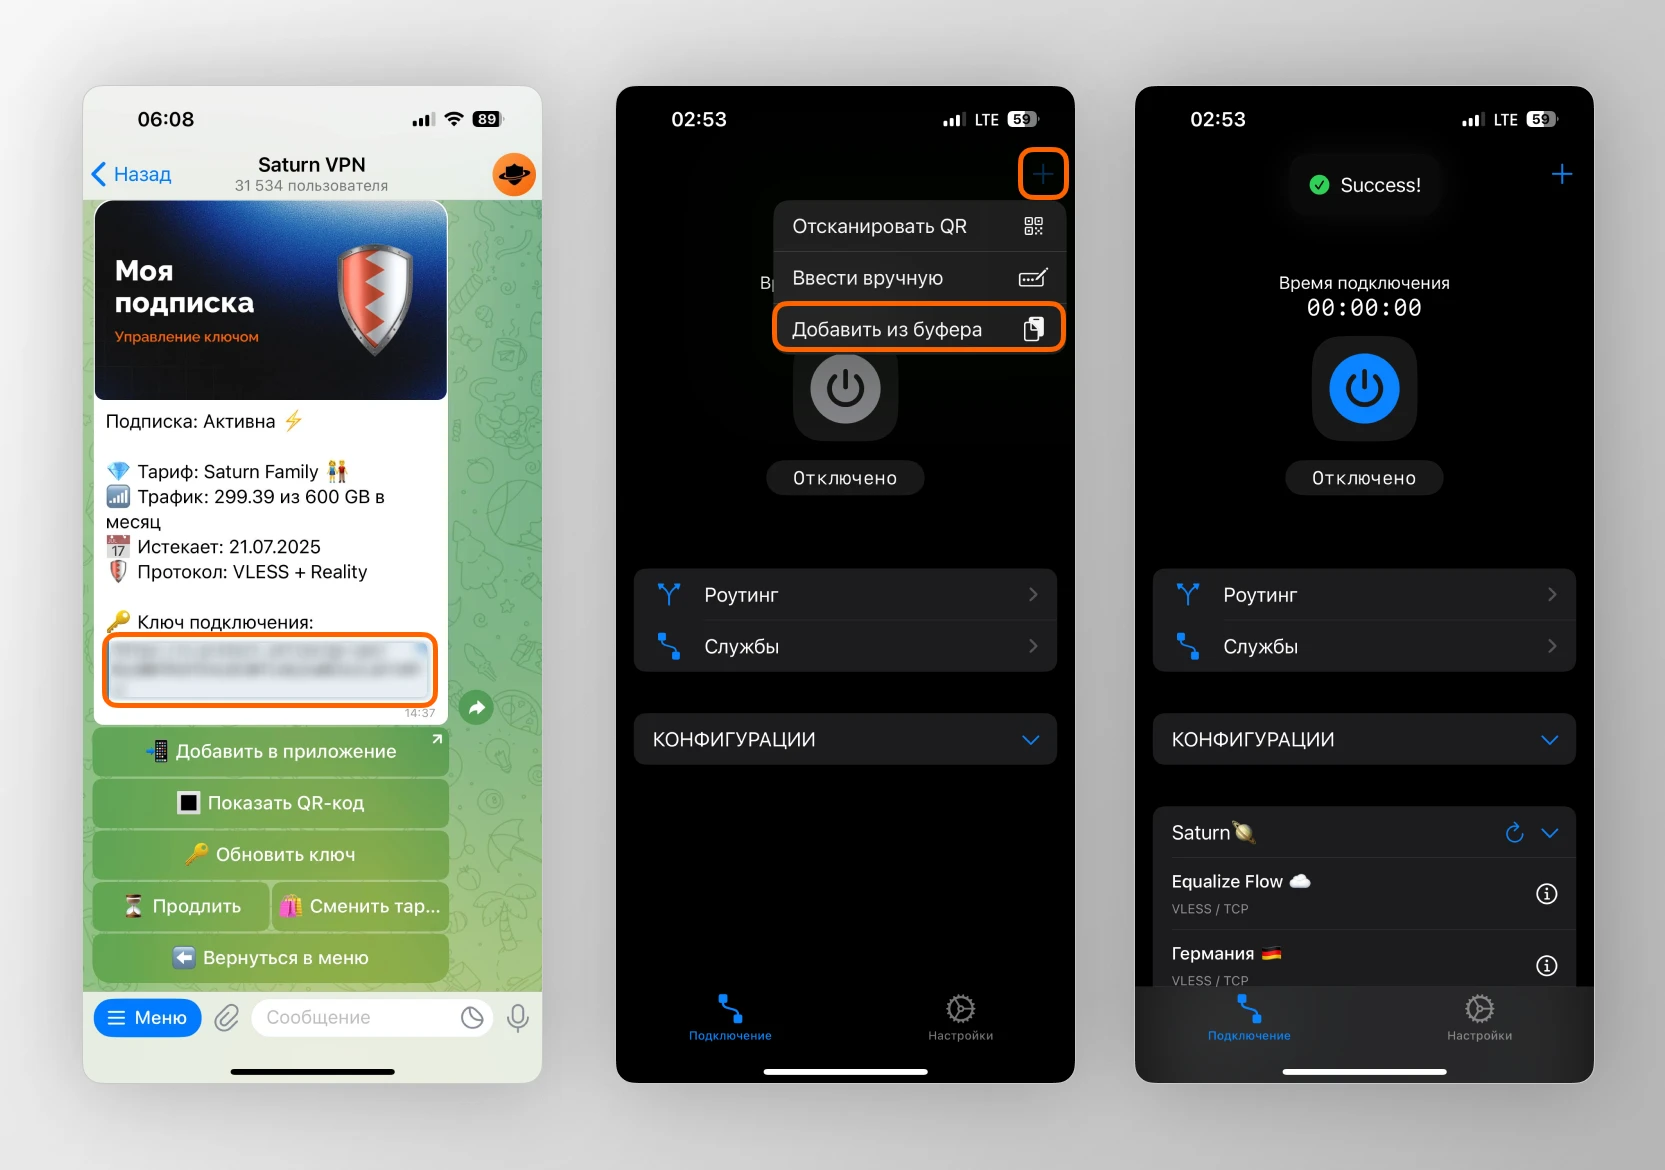 06:08
89
Назад
Saturn VPN
31 534 пользователя
Моя
подписка
Управление ключом
Подписка: Активна
Тариф: Saturn Family
Трафик: 299.39 из 600 GB в
месяц
17
Истекает: 21.07.2025
Протокол: VLESS + Reality
Ключ подключения:
14:37
Добавить в приложение
Показать QR-код
Обновить ключ
Продлить
Сменить тар...
Вернуться в меню
Меню
Сообщение
02:53
LTE
59
Отсканировать QR
Ввести вручную
Добавить из буфера
Отключено
Роутинг
Службы
КОНФИГУРАЦИИ
Подключение
Настройки
02:53
LTE
59
Success!
Время подключения
00:00:00
Отключено
Роутинг
Службы
КОНФИГУРАЦИИ
Saturn
Equalize Flow
VLESS / TCP
Германия
VLESS / TCP
Подключение
Настройки